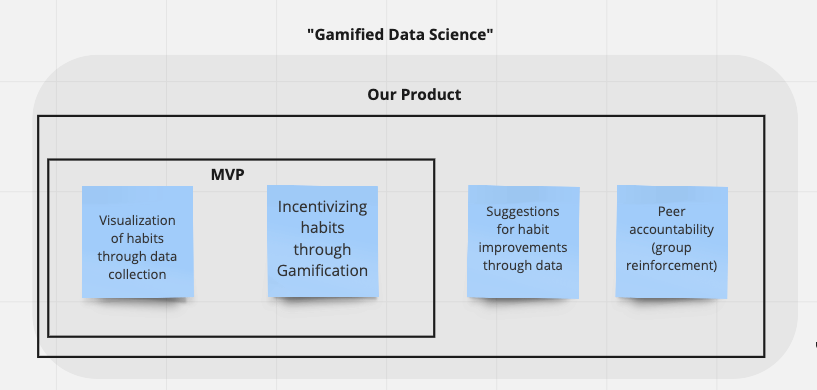 "Gamified Data Science"
Our Product
MVP
Visualization
of habits
through data
collection
Incentivizing
habits
through
Gamification
Suggestions
for habit
improvements
through data
Peer
accountability
(group
reinforcement)